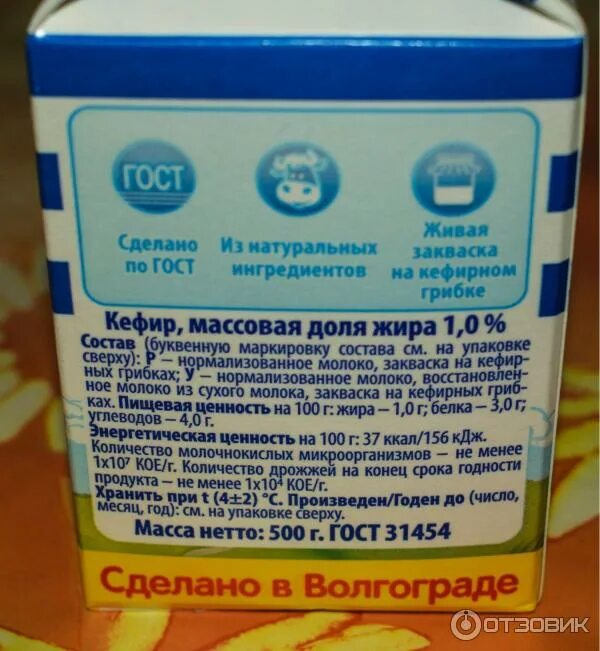 ГОСТ
Сделано
по ГОСТ
Из натуральных
ингредиентов
Живая
закваска
на кефирном
грибке
Кефир, массовая доля жира 1,0 %
Состав (буквенную маркировку состава см. на упаковке
сверху): Р – нормализованное молоко, закваска на кефир-
ных грибках; У – нормализованное молоко, восстановлен-
ное молоко из сухого молока, закваска на кефирных гриб-
ках. Пищевая ценность на 100 г: жира – 1,0 г; белка – 3,0 г;
углеводов – 4,0 г.
Энергетическая ценность на 100 г: 37 ккал/156 кДж.
Количество молочнокислых микроорганизмов – не менее
1х10⁷ КОЕ/г. Количество дрожжей на конец срока годности
продукта – не менее 1х10⁴ КОЕ/г.
Хранить при t (4±2) °С. Произведен/Годен до (число,
месяц, год): см. на упаковке сверху.
Масса нетто: 500 г. ГОСТ 31454
Сделано в Волгограде
ОТЗОВИК